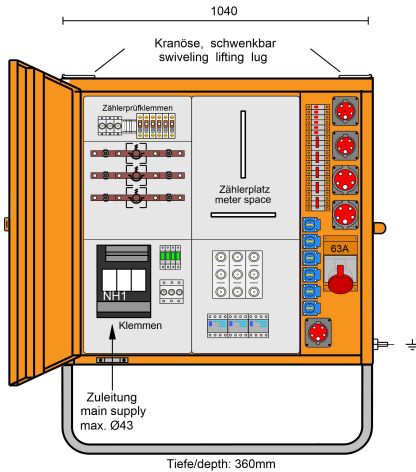 1040
Kranöse, schwenkbar
swiveling lifting lug
Zählerprüfklemmen
Zählerplatz
meter space
63A
NH1
Klemmen
Zuleitung
main supply
max. Ø43
Tiefe/depth: 360mm